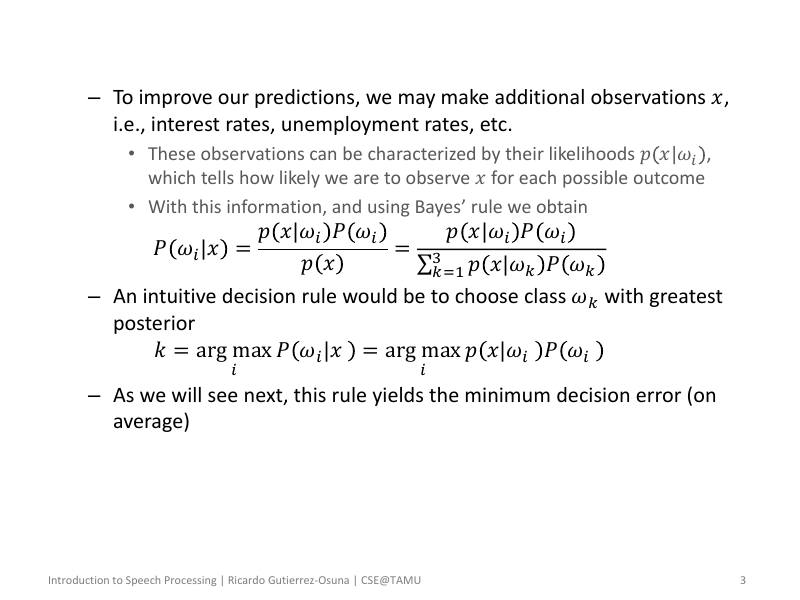 – To improve our predictions, we may make additional observations 𝑥,
i.e., interest rates, unemployment rates, etc.
• These observations can be characterized by their likelihoods 𝑝(𝑥|𝜔ᵢ),
which tells how likely we are to observe 𝑥 for each possible outcome
• With this information, and using Bayes’ rule we obtain
𝑃(𝜔ᵢ|𝑥) = 𝑝(𝑥|𝜔ᵢ)𝑃(𝜔ᵢ) / 𝑝(𝑥) = 𝑝(𝑥|𝜔ᵢ)𝑃(𝜔ᵢ) / ∑³ₖ₌₁ 𝑝(𝑥|𝜔ₖ)𝑃(𝜔ₖ)
– An intuitive decision rule would be to choose class 𝜔ₖ with greatest
posterior
𝑘 = arg max 𝑃(𝜔ᵢ|𝑥 ) = arg max 𝑝(𝑥|𝜔ᵢ )𝑃(𝜔ᵢ )
𝑖 𝑖
– As we will see next, this rule yields the minimum decision error (on
average)
Introduction to Speech Processing | Ricardo Gutierrez-Osuna | CSE@TAMU 3